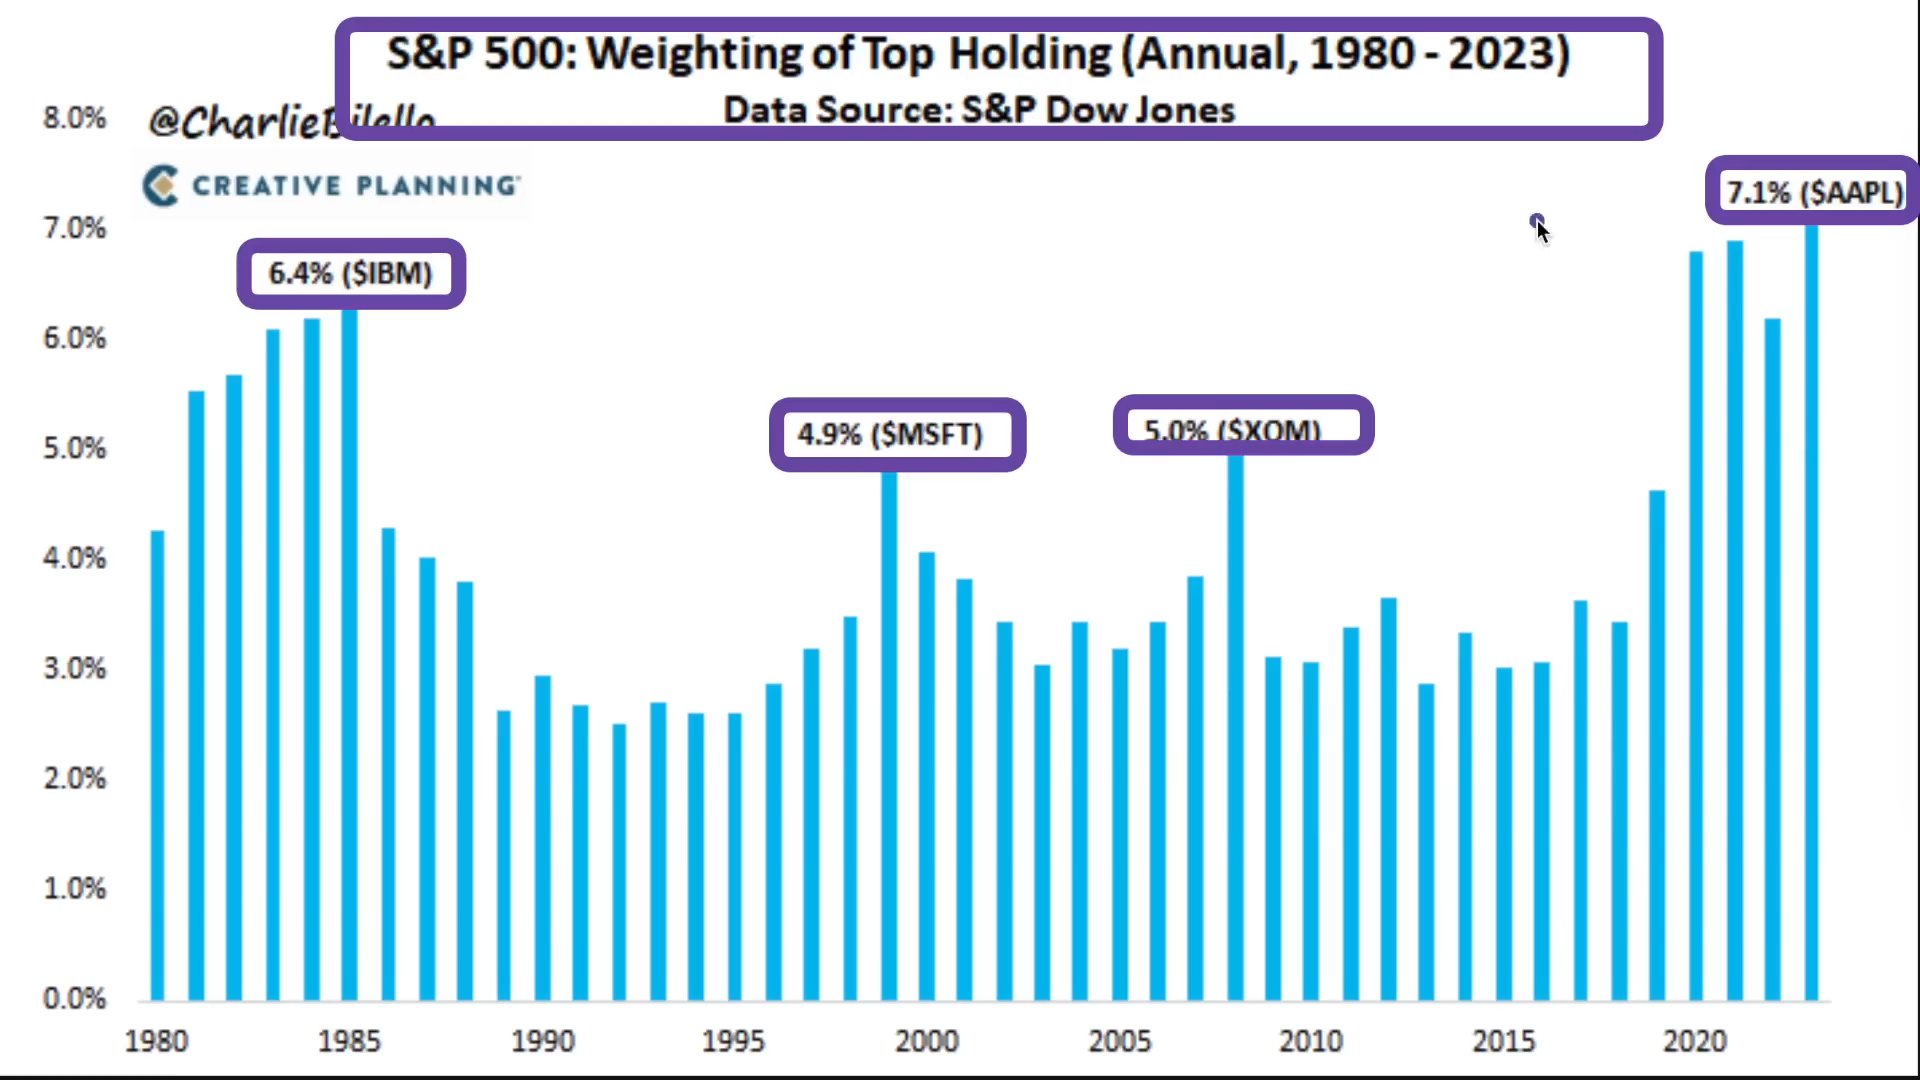 S&P 500: Weighting of Top Holding (Annual, 1980 - 2023)
Data Source: S&P Dow Jones
@CharlieBilello
CREATIVE PLANNING
8.0%
7.0%
6.0%
5.0%
4.0%
3.0%
2.0%
1.0%
0.0%
6.4% ($IBM)
4.9% ($MSFT)
5.0% ($XOM)
7.1% ($AAPL)
1980 1985 1990 1995 2000 2005 2010 2015 2020